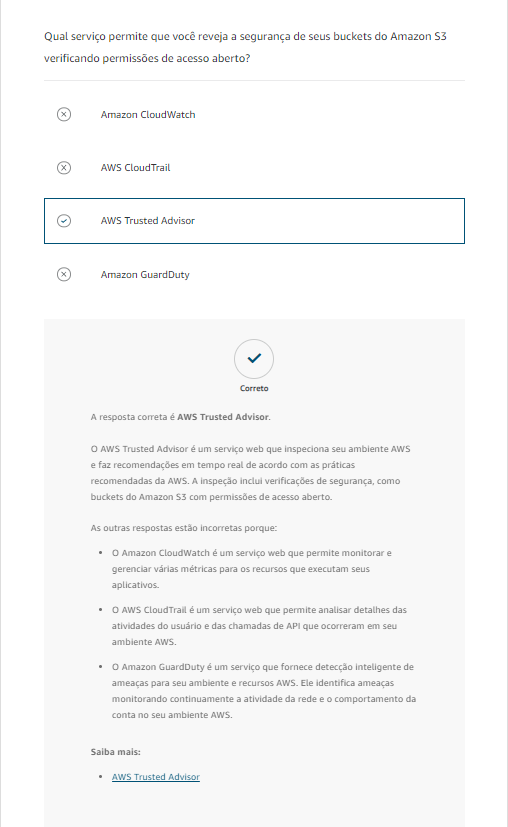 Qual serviço permite que você reveja a segurança de seus buckets do Amazon S3
verificando permissões de acesso aberto?
Amazon CloudWatch
AWS CloudTrail
AWS Trusted Advisor
Amazon GuardDuty
Correto
A resposta correta é AWS Trusted Advisor.
O AWS Trusted Advisor é um serviço web que inspeciona seu ambiente AWS
e faz recomendações em tempo real de acordo com as práticas
recomendadas da AWS. A inspeção inclui verificações de segurança, como
buckets do Amazon S3 com permissões de acesso aberto.
As outras respostas estão incorretas porque:
• O Amazon CloudWatch é um serviço web que permite monitorar e
gerenciar várias métricas para os recursos que executam seus
aplicativos.
• O AWS CloudTrail é um serviço web que permite analisar detalhes das
atividades do usuário e das chamadas de API que ocorreram em seu
ambiente AWS.
• O Amazon GuardDuty é um serviço que fornece detecção inteligente de
ameaças para seu ambiente e recursos AWS. Ele identifica ameaças
monitorando continuamente a atividade da rede e o comportamento da
conta no seu ambiente AWS.
Saiba mais:
• AWS Trusted Advisor